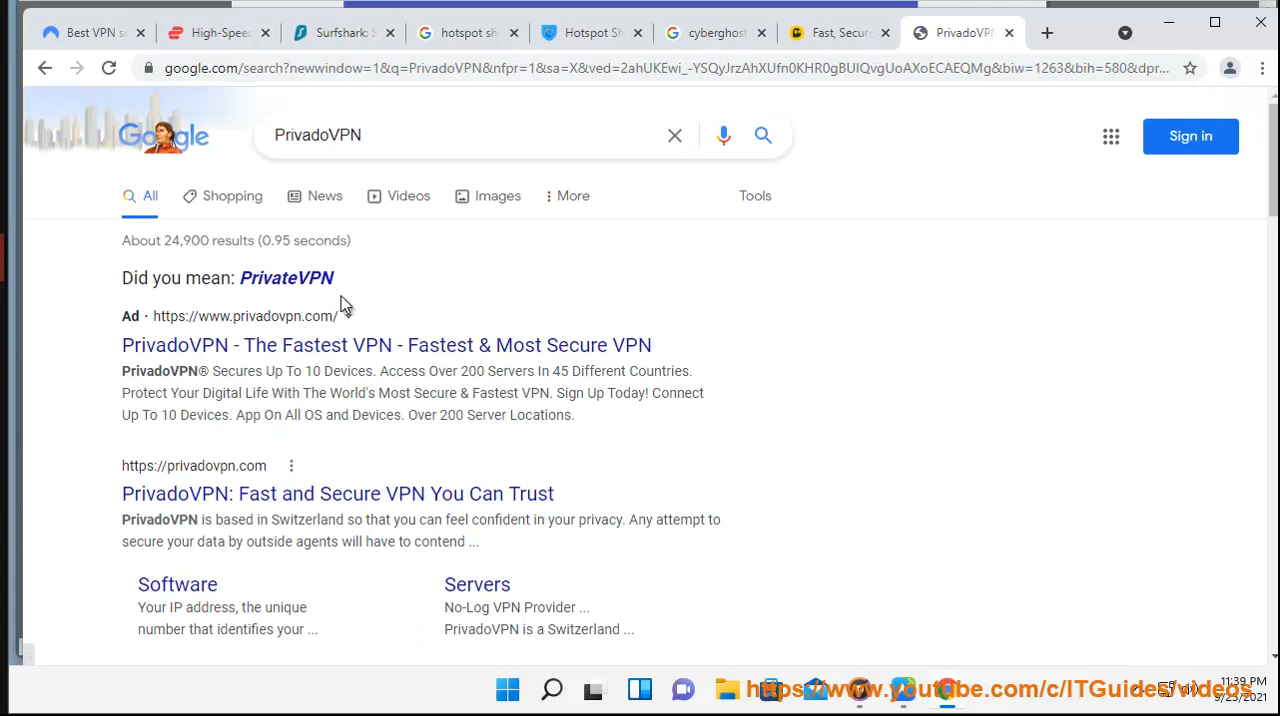 Best VPN s
High-Spee
Surfshark: S
hotspot sh
Hotspot Sh
cyberghost
Fast, Secur
PrivadoVPN
google.com/search?newwindow=1&q=PrivadoVPN&nfpr=1&sa=X&ved=2ahUKEwi_-YSQyJrzAhXUfn0KHR0gBUIQvgUoAXoECAEQMg&biw=1263&bih=580&dpr...
Google
PrivadoVPN
Sign in
All
Shopping
News
Videos
Images
More
Tools
About 24,900 results (0.95 seconds)
Did you mean: PrivateVPN
Ad · https://www.privadovpn.com/
PrivadoVPN - The Fastest VPN - Fastest & Most Secure VPN
PrivadoVPN® Secures Up To 10 Devices. Access Over 200 Servers In 45 Different Countries.
Protect Your Digital Life With The World's Most Secure & Fastest VPN. Sign Up Today! Connect
Up To 10 Devices. App On All OS and Devices. Over 200 Server Locations.
https://privadovpn.com
PrivadoVPN: Fast and Secure VPN You Can Trust
PrivadoVPN is based in Switzerland so that you can feel confident in your privacy. Any attempt to
secure your data by outside agents will have to contend ...
Software
Your IP address, the unique
number that identifies your ...
Servers
No-Log VPN Provider ...
PrivadoVPN is a Switzerland ...
https://www.youtube.com/c/ITGuides/videos
11:39 PM
9/23/2021